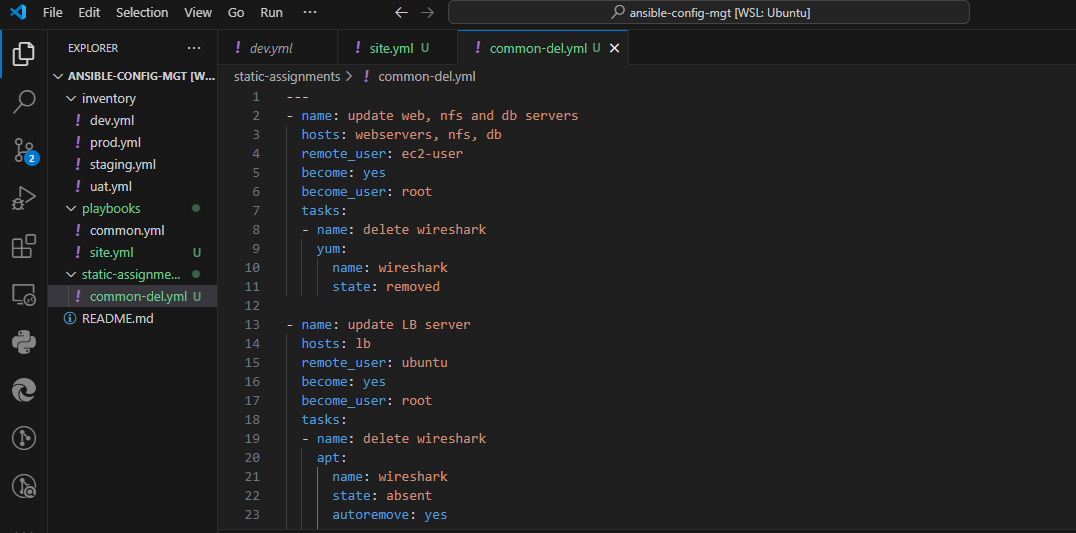 File Edit Selection View Go Run ···
ansible-config-mgt [WSL: Ubuntu]
EXPLORER ···
! dev.yml
! site.yml U
! common-del.yml U
ANSIBLE-CONFIG-MGT [W...
inventory
! dev.yml
! prod.yml
! staging.yml
! uat.yml
playbooks
! common.yml
! site.yml U
static-assignme...
! common-del.yml U
README.md
2
static-assignments > ! common-del.yml
1 ---
2 - name: update web, nfs and db servers
3 hosts: webservers, nfs, db
4 remote_user: ec2-user
5 become: yes
6 become_user: root
7 tasks:
8 - name: delete wireshark
9 yum:
10 name: wireshark
11 state: removed
12
13 - name: update LB server
14 hosts: lb
15 remote_user: ubuntu
16 become: yes
17 become_user: root
18 tasks:
19 - name: delete wireshark
20 apt:
21 name: wireshark
22 state: absent
23 autoremove: yes